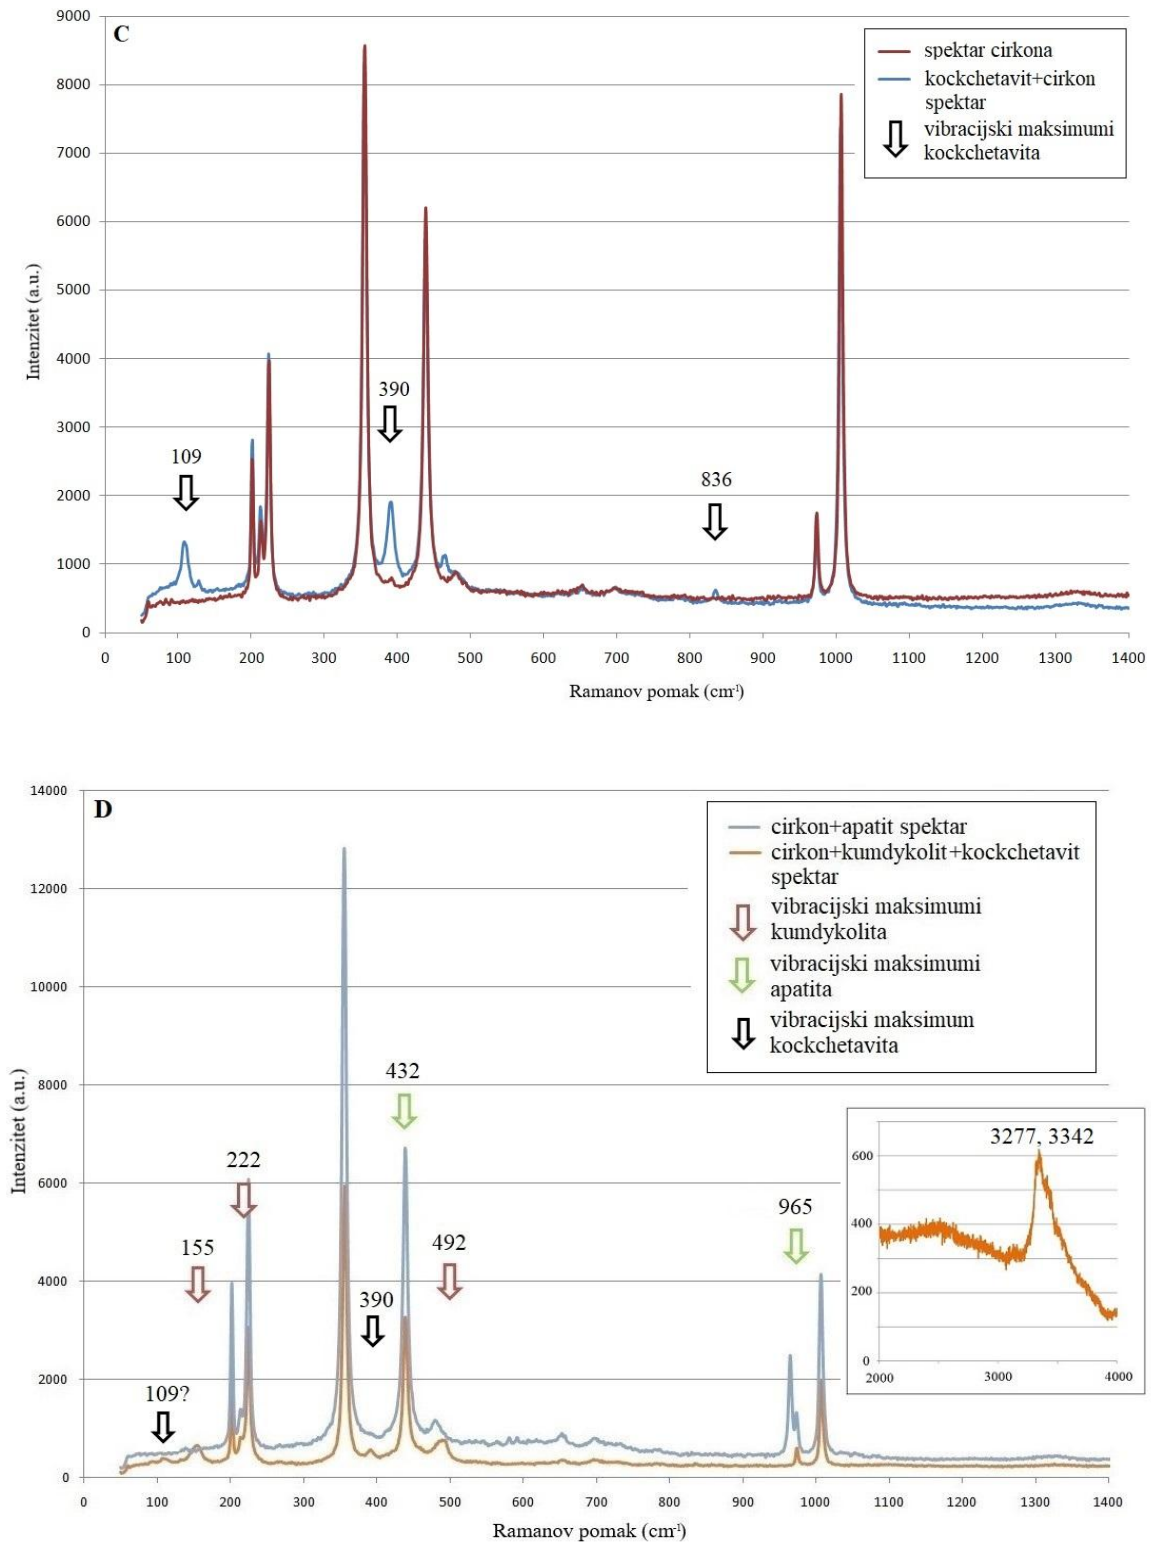 C
9000
8000
7000
6000
5000
4000
3000
2000
1000
0
Intenzitet (a.u.)
spektar cirkona
kockchetavit+cirkon
spektar
vibracijski maksimumi
kockchetavita
109
390
836
0 100 200 300 400 500 600 700 800 900 1000 1100 1200 1300 1400
Ramanov pomak (cm-1)
D
14000
12000
10000
8000
6000
4000
2000
0
Intenzitet (a.u.)
cirkon+apatit spektar
cirkon+kumdykolit+kockchetavit
spektar
vibracijski maksimumi
kumdykolita
vibracijski maksimumi
apatita
vibracijski maksimum
kockchetavita
432
222
155
492
390
109?
965
3277, 3342
600
400
200
0
2000 3000 4000
0 100 200 300 400 500 600 700 800 900 1000 1100 1200 1300 1400
Ramanov pomak (cm-1)